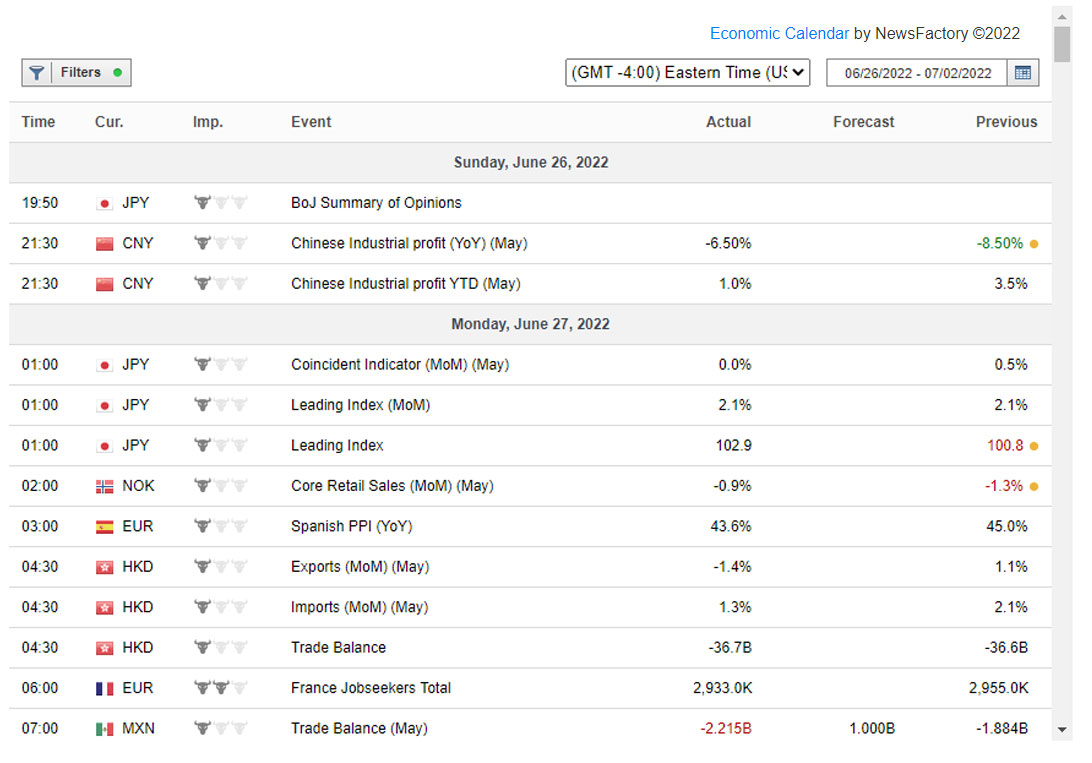 Economic Calendar by NewsFactory ©2022
Filters (GMT -4:00) Eastern Time (US 06/26/2022 - 07/02/2022
Time Cur. Imp. Event Actual Forecast Previous
Sunday, June 26, 2022
19:50 JPY BoJ Summary of Opinions
21:30 CNY Chinese Industrial profit (YoY) (May) -6.50% -8.50%
21:30 CNY Chinese Industrial profit YTD (May) 1.0% 3.5%
Monday, June 27, 2022
01:00 JPY Coincident Indicator (MoM) (May) 0.0% 0.5%
01:00 JPY Leading Index (MoM) 2.1% 2.1%
01:00 JPY Leading Index 102.9 100.8
02:00 NOK Core Retail Sales (MoM) (May) -0.9% -1.3%
03:00 EUR Spanish PPI (YoY) 43.6% 45.0%
04:30 HKD Exports (MoM) (May) -1.4% 1.1%
04:30 HKD Imports (MoM) (May) 1.3% 2.1%
04:30 HKD Trade Balance -36.7B -36.6B
06:00 EUR France Jobseekers Total 2,933.0K 2,955.0K
07:00 MXN Trade Balance (May) -2.215B 1.000B -1.884B